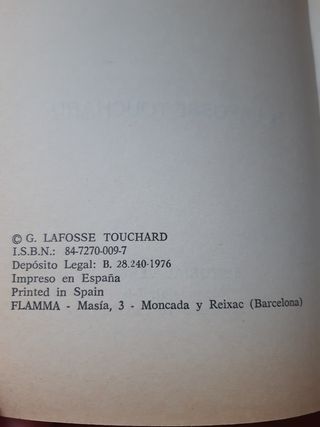 © G. LAFOSSE TOUCHARD
I.S.B.N.: 84-7270-009-7
Depósito Legal: B. 28.240-1976
Impreso en España
Printed in Spain
FLAMMA - Masía, 3 - Moncada y Reixac (Barcelona)